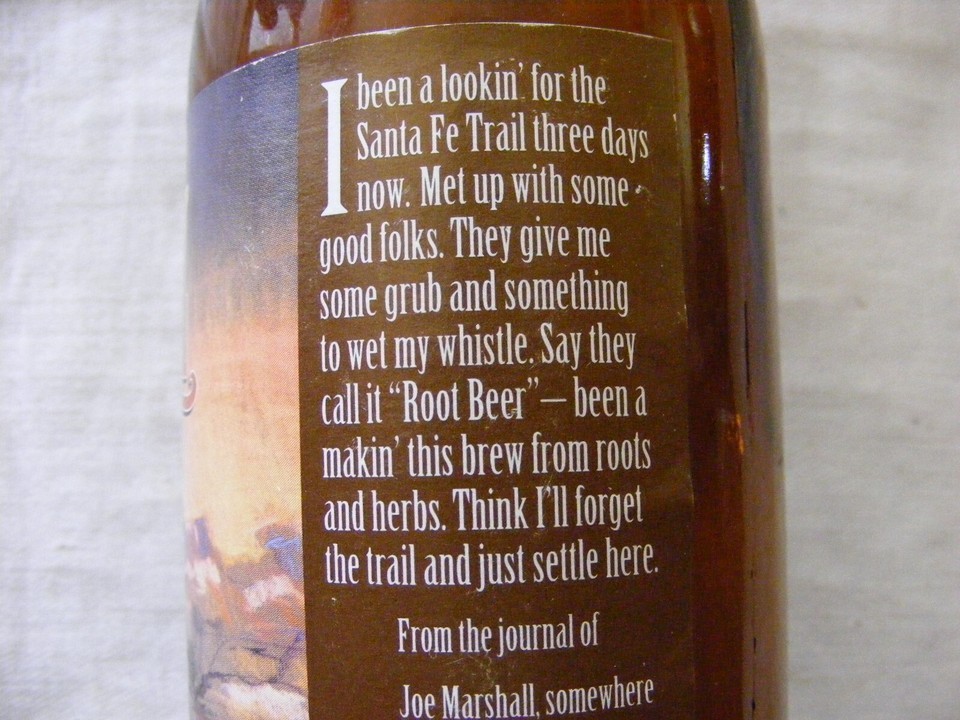 I been a lookin' for the
Santa Fe Trail three days
now. Met up with some
good folks. They give me
some grub and something
to wet my whistle. Say they
call it “Root Beer” — been a
makin' this brew from roots
and herbs. Think I'll forget
the trail and just settle here.
From the journal of
Joe Marshall, somewhere